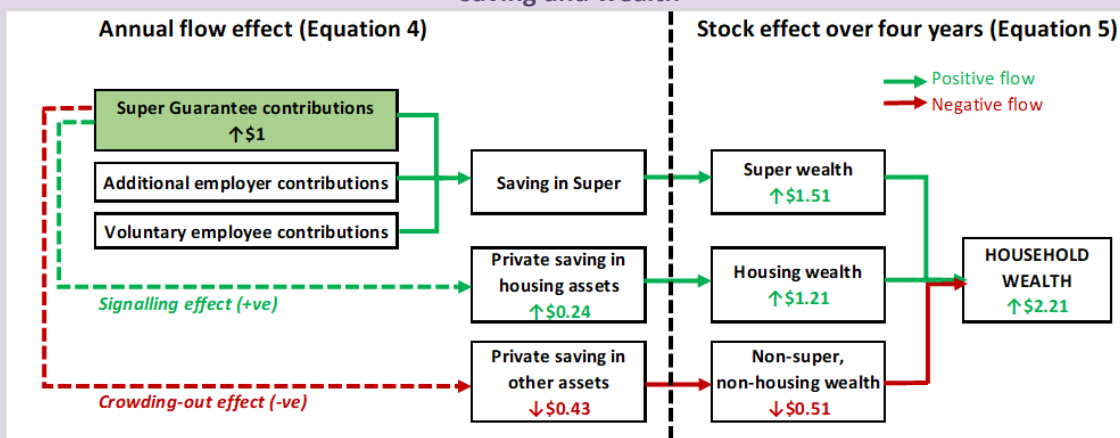 Saving and Wealth
Annual flow effect (Equation 4)
Stock effect over four years (Equation 5)
Positive flow
Negative flow
Super Guarantee contributions
↑$1
Additional employer contributions
Voluntary employee contributions
Saving in Super
Super wealth
↑$1.51
Private saving in
housing assets
↑$0.24
Housing wealth
↑$1.21
HOUSEHOLD
WEALTH
↑$2.21
Signalling effect (+ve)
Private saving in
other assets
↓$0.43
Non-super,
non-housing wealth
↓$0.51
Crowding-out effect (-ve)